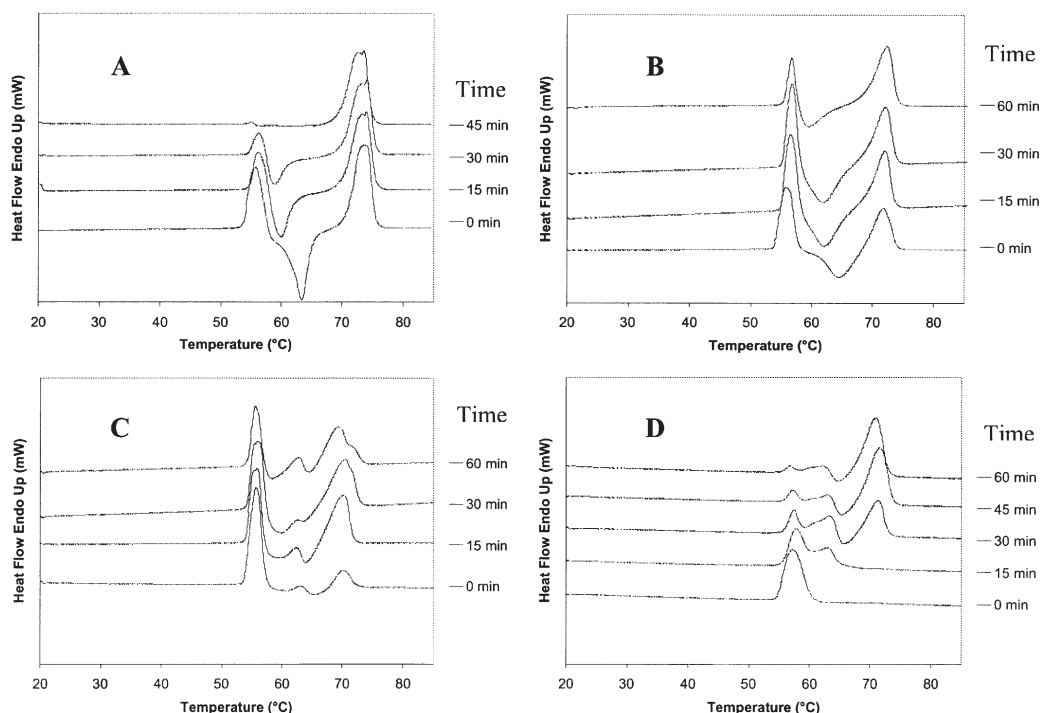 A
Time
45 min
30 min
15 min
0 min
Heat Flow Endo Up (mW)
20 30 40 50 60 70 80
Temperature (°C)
B
Time
60 min
30 min
15 min
0 min
Heat Flow Endo Up (mW)
20 30 40 50 60 70 80
Temperature (°C)
C
Time
60 min
30 min
15 min
0 min
Heat Flow Endo Up (mW)
20 30 40 50 60 70 80
Temperature (°C)
D
Time
60 min
45 min
30 min
15 min
0 min
Heat Flow Endo Up (mW)
20 30 40 50 60 70 80
Temperature (°C)